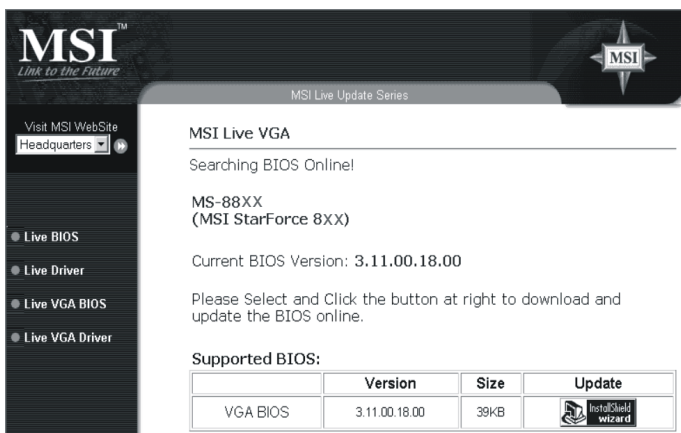 MSI™
Link to the Future
MSI
MSI Live Update Series
Visit MSI WebSite
Headquarters
Live BIOS
Live Driver
Live VGA BIOS
Live VGA Driver
MSI Live VGA
Searching BIOS Online!
MS-88XX
(MSI StarForce 8XX)
Current BIOS Version: 3.11.00.18.00
Please Select and Click the button at right to download and
update the BIOS online.
Supported BIOS:
Version Size Update
VGA BIOS 3.11.00.18.00 39KB InstallShield
wizard